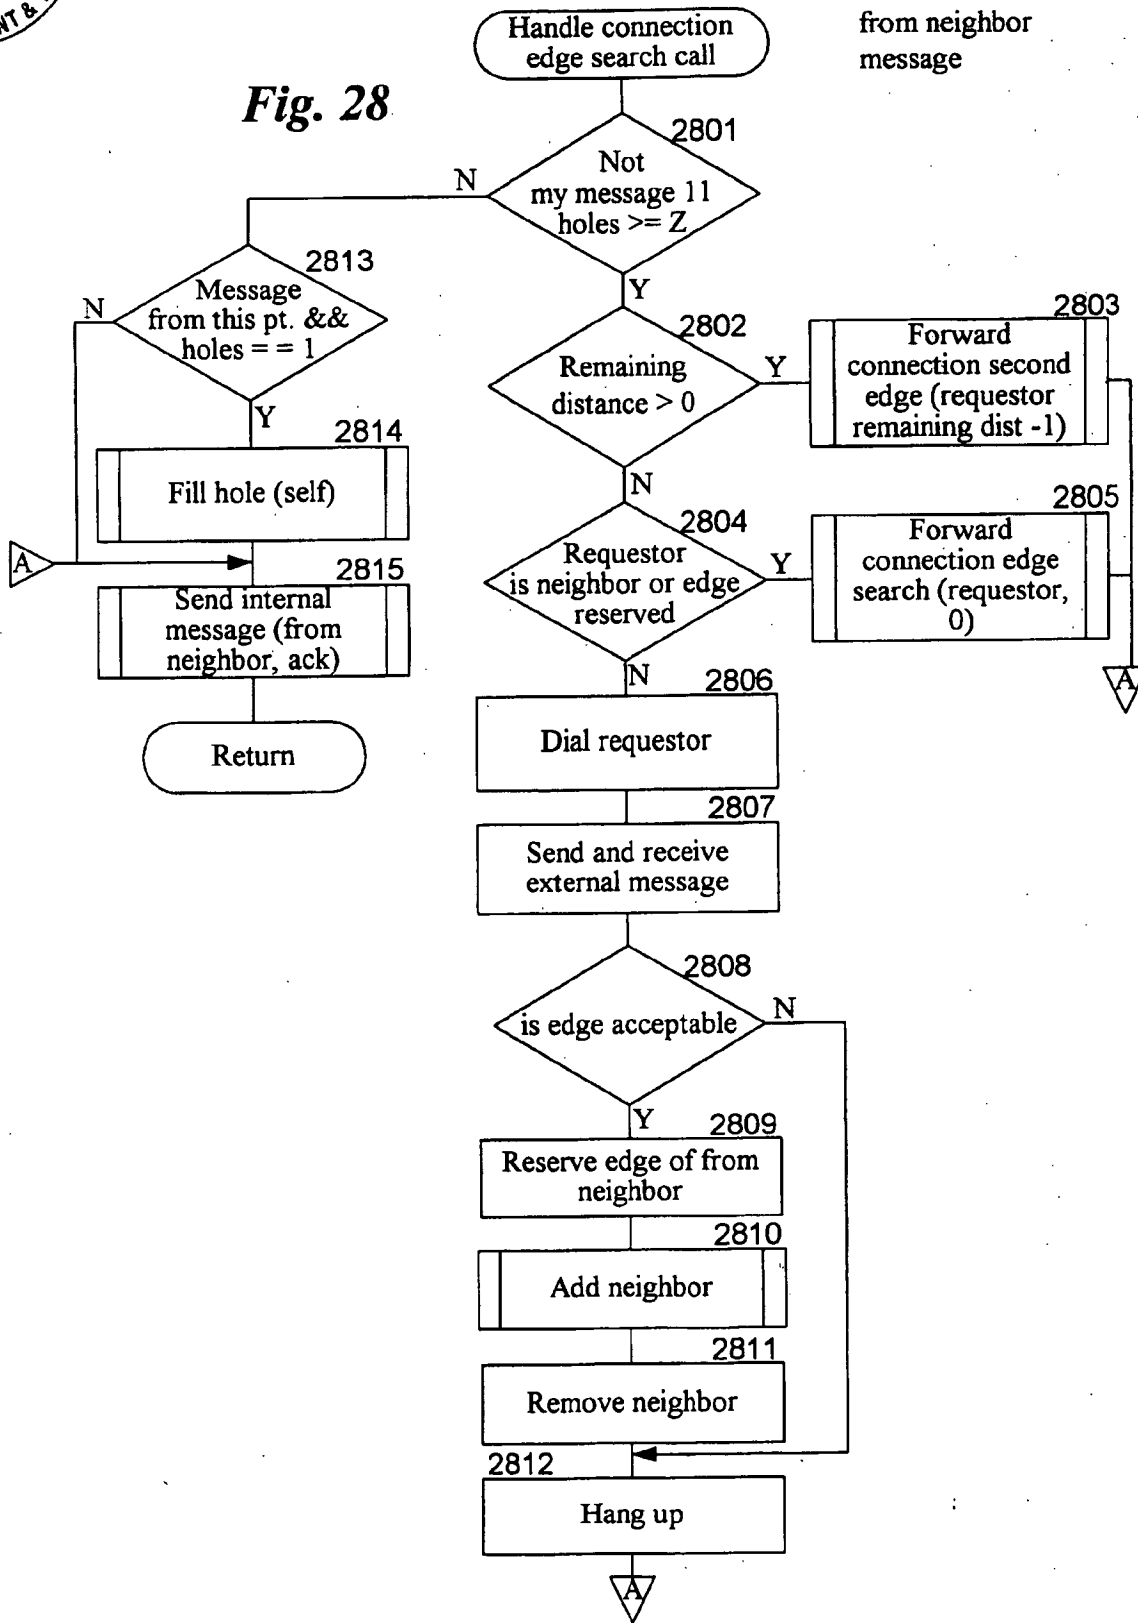 NT &
Handle connection
edge search call
from neighbor
message
Fig. 28
2801
Not
my message 11
holes >= Z
N
Y
2813
Message
from this pt. &&
holes = = 1
N
Y
2814
Fill hole (self)
A
2815
Send internal
message (from
neighbor, ack)
Return
2802
Remaining
distance > 0
Y
N
2803
Forward
connection second
edge (requestor
remaining dist -1)
2804
Requestor
is neighbor or edge
reserved
Y
N
2805
Forward
connection edge
search (requestor,
0)
A
2806
Dial requestor
2807
Send and receive
external message
2808
is edge acceptable
N
Y
2809
Reserve edge of from
neighbor
2810
Add neighbor
2811
Remove neighbor
2812
Hang up
A